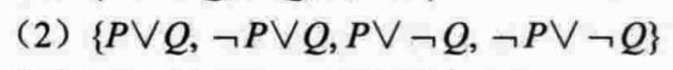 （2）{P∨Q, ¬P∨Q, P∨¬Q, ¬P∨¬Q}